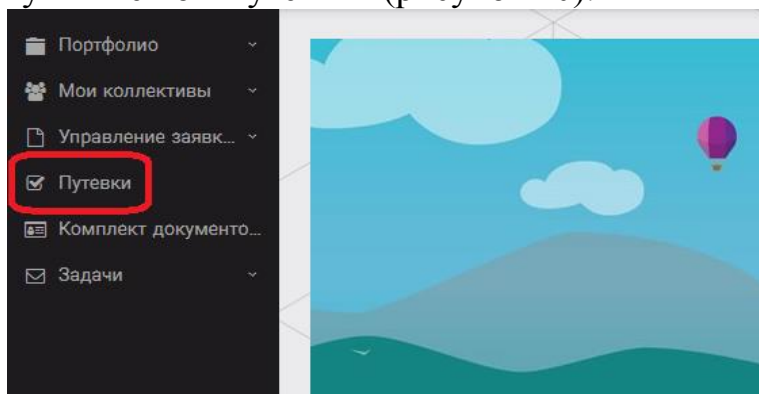 Портфолио
Мои коллективы
Управление заявк...
Путевки
Комплект документо...
Задачи